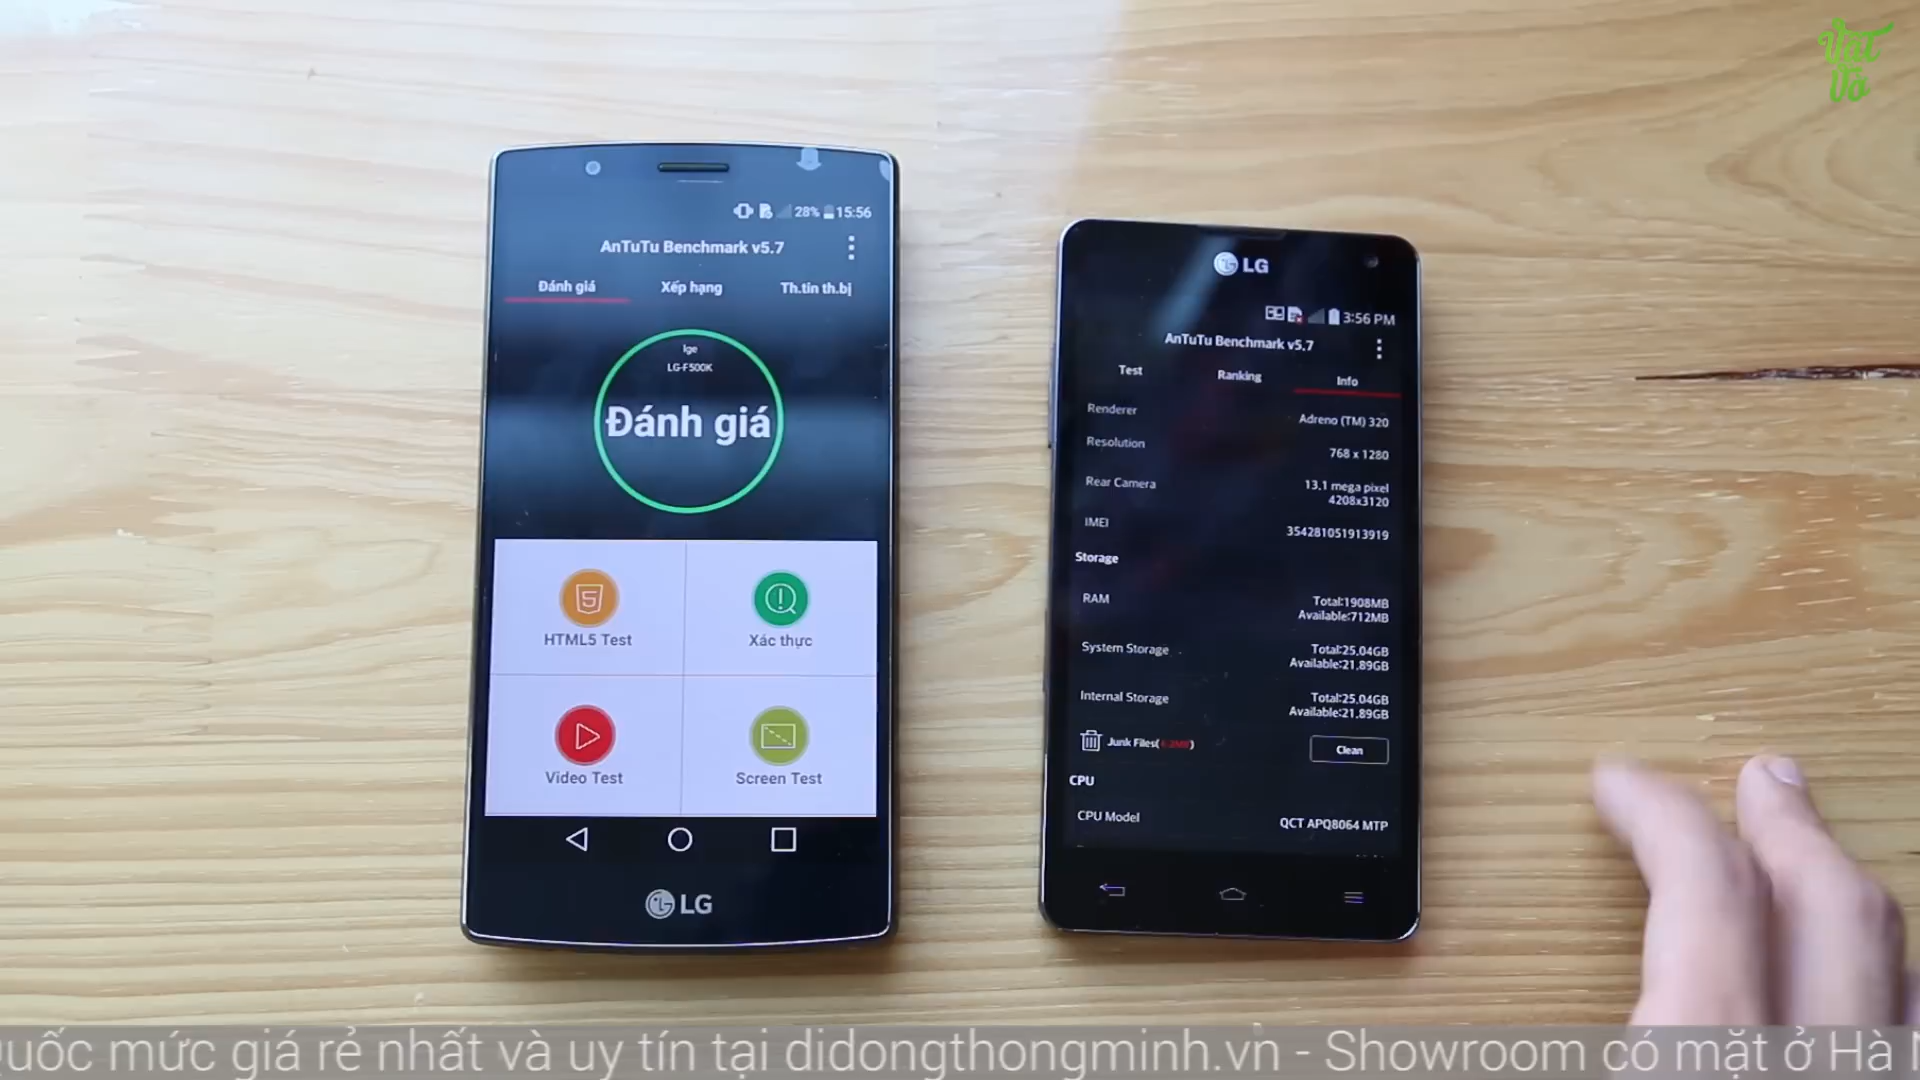 Vật
Vờ
28% 15:56
AnTuTu Benchmark v5.7
Đánh giá Xếp hạng Th.tin th.bị
lge
LG-F500K
Đánh giá
HTML5 Test Xác thực
Video Test Screen Test
LG
LG
3:56 PM
AnTuTu Benchmark v5.7
Test Ranking Info
Renderer Adreno (TM) 320
Resolution 768 x 1280
Rear Camera 13.1 mega pixel
4208x3120
IMEI 354281051913919
Storage
RAM Total:1908MB
Available:712MB
System Storage Total:25.04GB
Available:21.89GB
Internal Storage Total:25.04GB
Available:21.89GB
Junk Files( Clean
CPU
CPU Model QCT APQ8064 MTP
uốc mức giá rẻ nhất và uy tín tại didongthongminh.vn - Showroom có mặt ở Hà